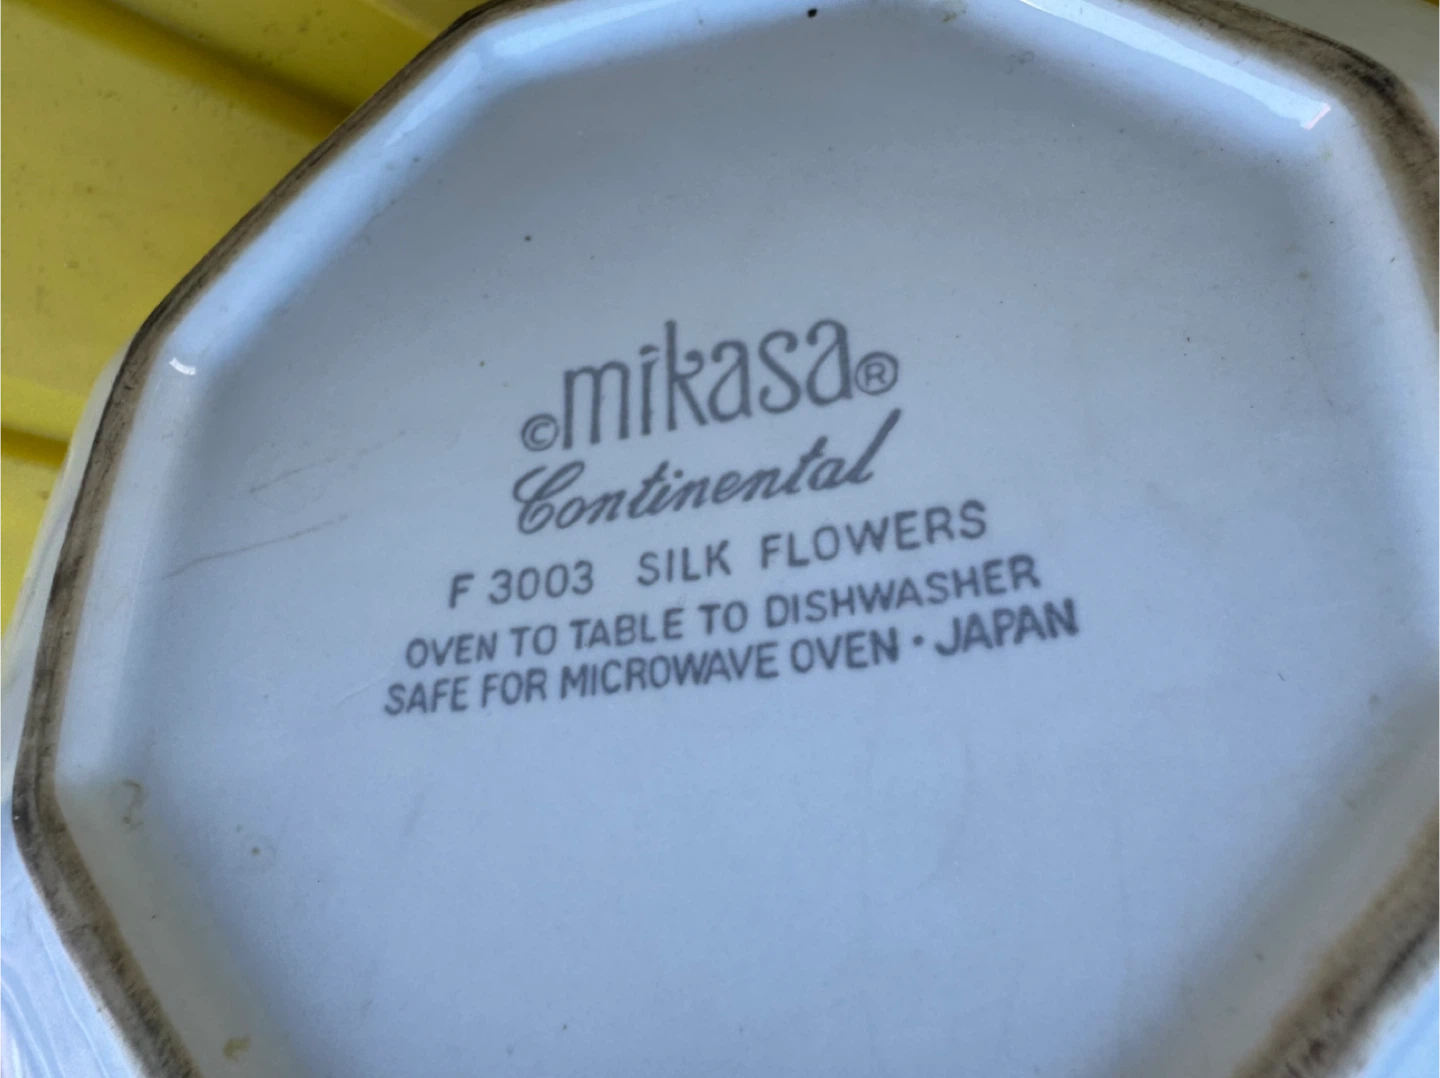 ©mikasa®
Continental
F 3003 SILK FLOWERS
OVEN TO TABLE TO DISHWASHER
SAFE FOR MICROWAVE OVEN · JAPAN